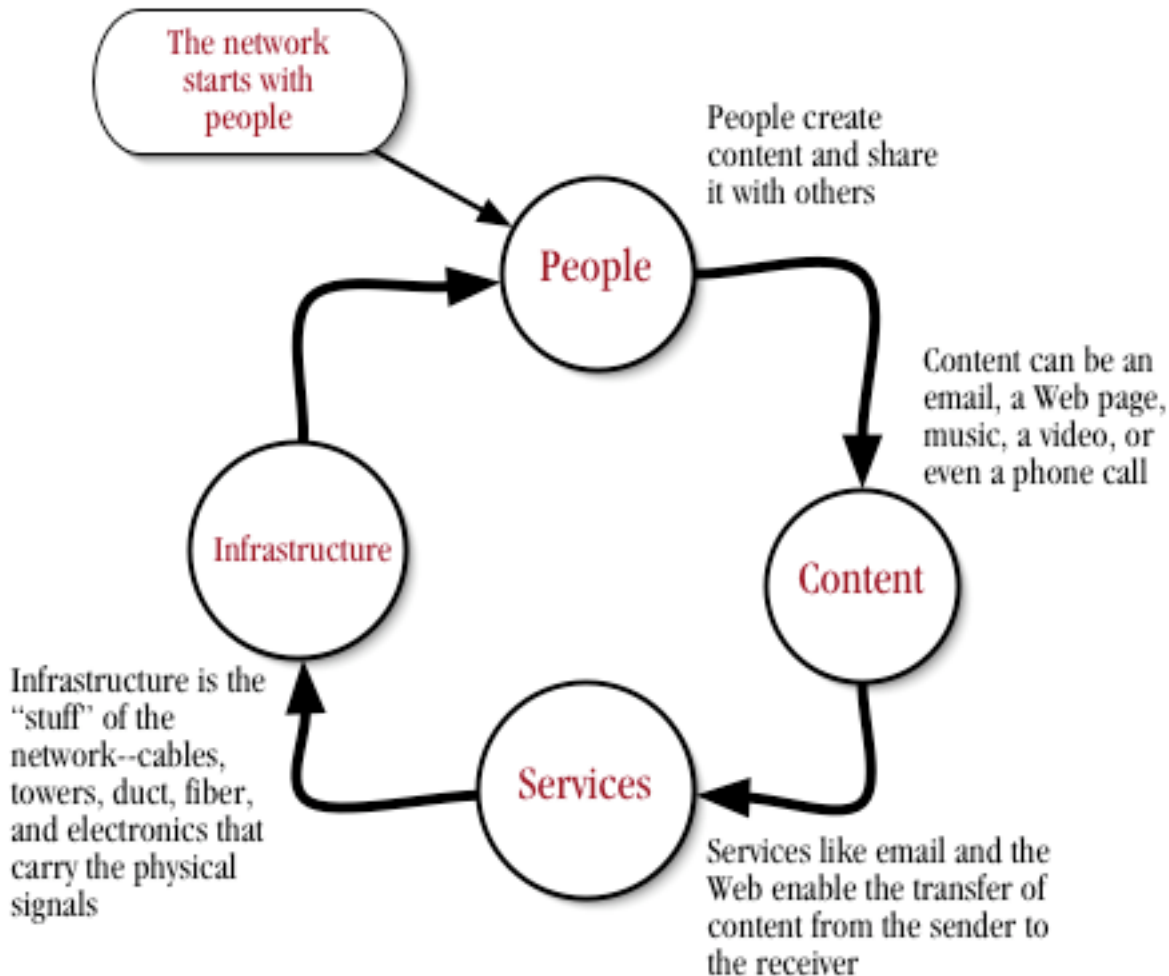 The network
starts with
people
People create
content and share
it with others
People
Content can be an
email, a Web page,
music, a video, or
even a phone call
Infrastructure
Content
Infrastructure is the
“stuff” of the
network--cables,
towers, duct, fiber,
and electronics that
carry the physical
signals
Services
Services like email and the
Web enable the transfer of
content from the sender to
the receiver